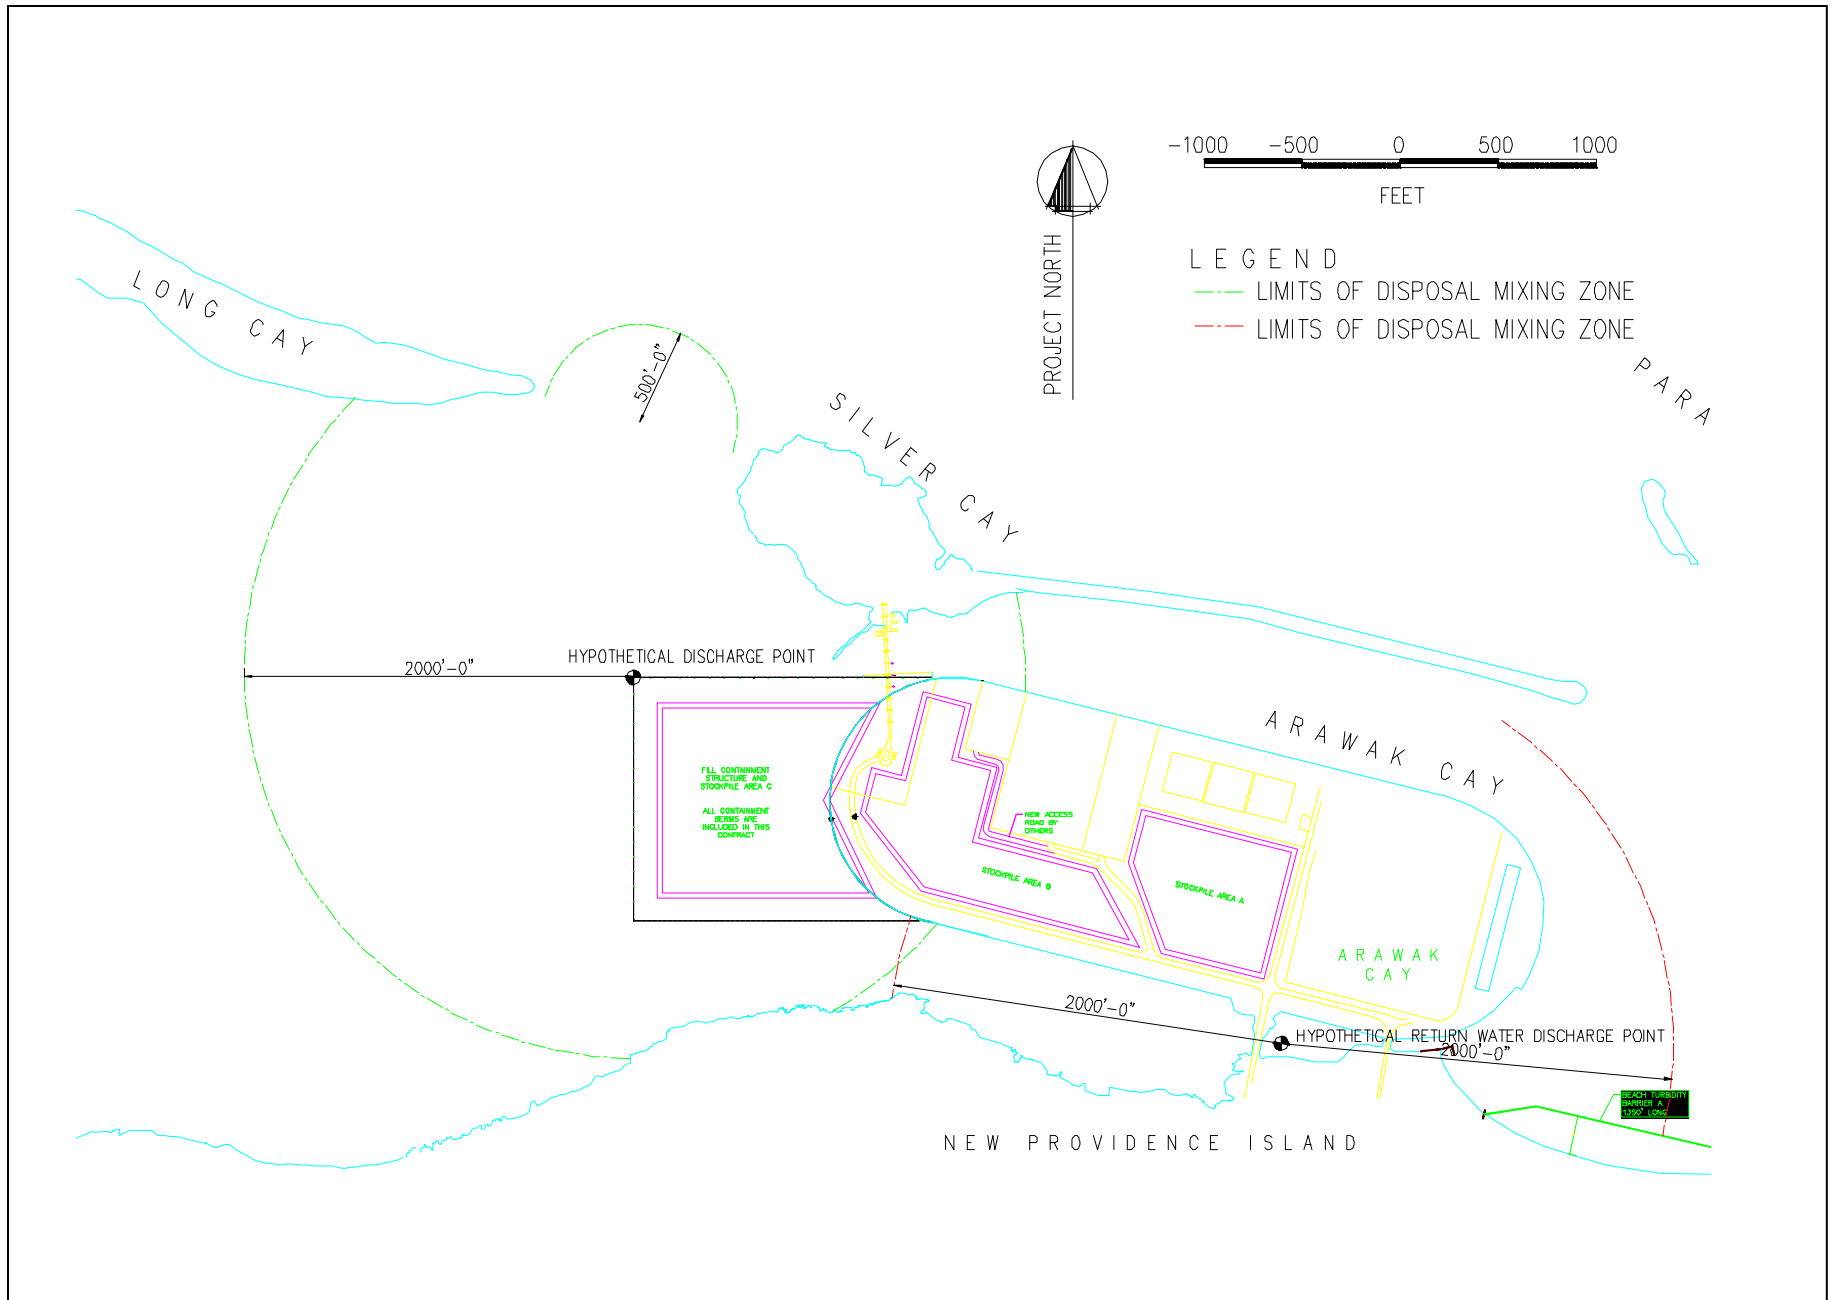 -1000 -500 0 500 1000
FEET
PROJECT NORTH
LEGEND
LIMITS OF DISPOSAL MIXING ZONE
LIMITS OF DISPOSAL MIXING ZONE
LONG CAY
500'-0"
SILVER CAY
PARA
HYPOTHETICAL DISCHARGE POINT
2000'-0"
ARAWAK CAY
FILL CONTAINMENT
STRUCTURE AND
STOCKPILE AREA C
ALL CONTAINMENT
BERMS ARE
INCLUDED IN THIS
CONTRACT
NEW ACCESS
ROAD BY
OTHERS
STOCKPILE AREA B
STOCKPILE AREA A
ARAWAK
CAY
2000'-0"
HYPOTHETICAL RETURN WATER DISCHARGE POINT
2000'-0"
BEACH TURBIDITY
BARRIER A
1350' LONG
NEW PROVIDENCE ISLAND